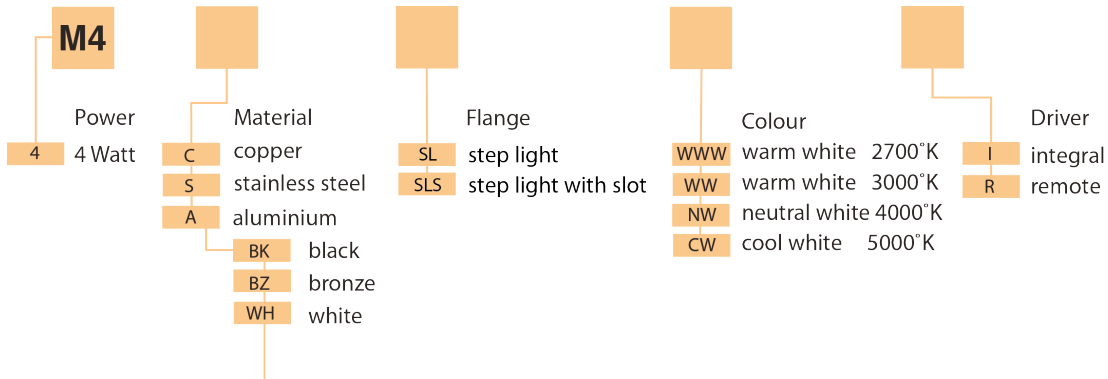 M4
Power
4 4 Watt
Material
C copper
S stainless steel
A aluminium
BK black
BZ bronze
WH white
Flange
SL step light
SLS step light with slot
Colour
WWW warm white 2700°K
WW warm white 3000°K
NW neutral white 4000°K
CW cool white 5000°K
Driver
I integral
R remote